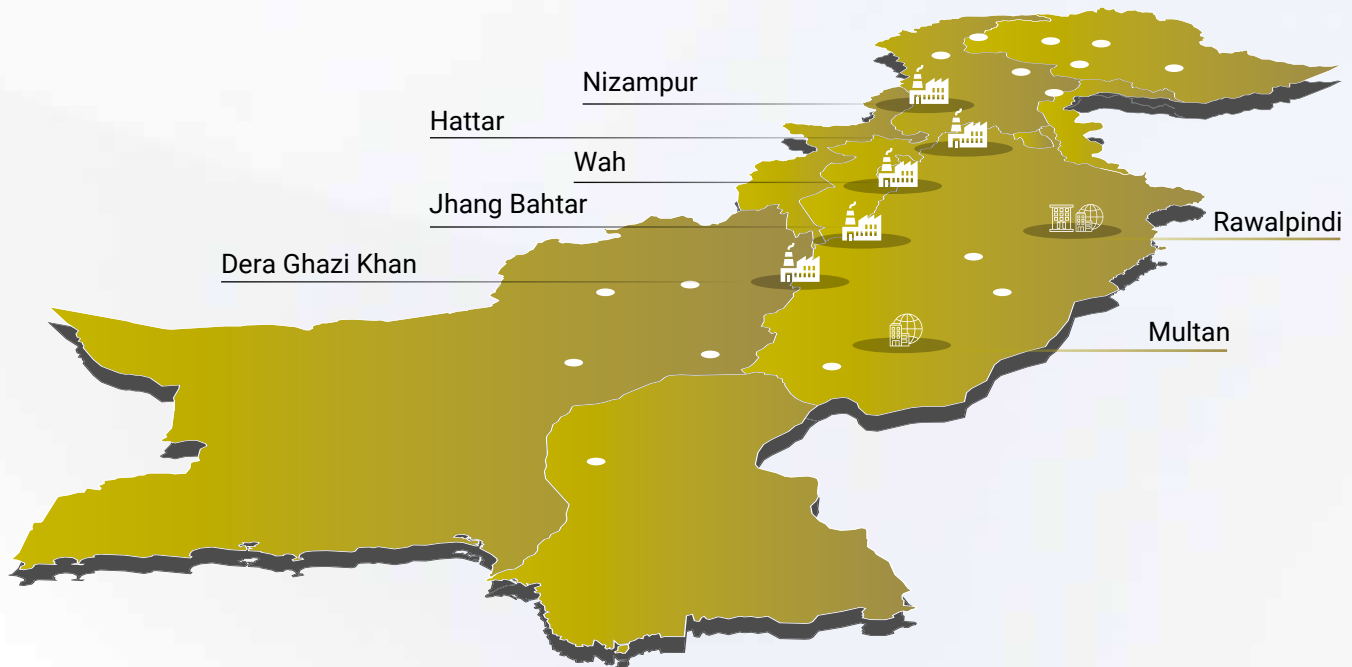 Nizampur
Hattar
Wah
Jhang Bahtar
Rawalpindi
Dera Ghazi Khan
Multan